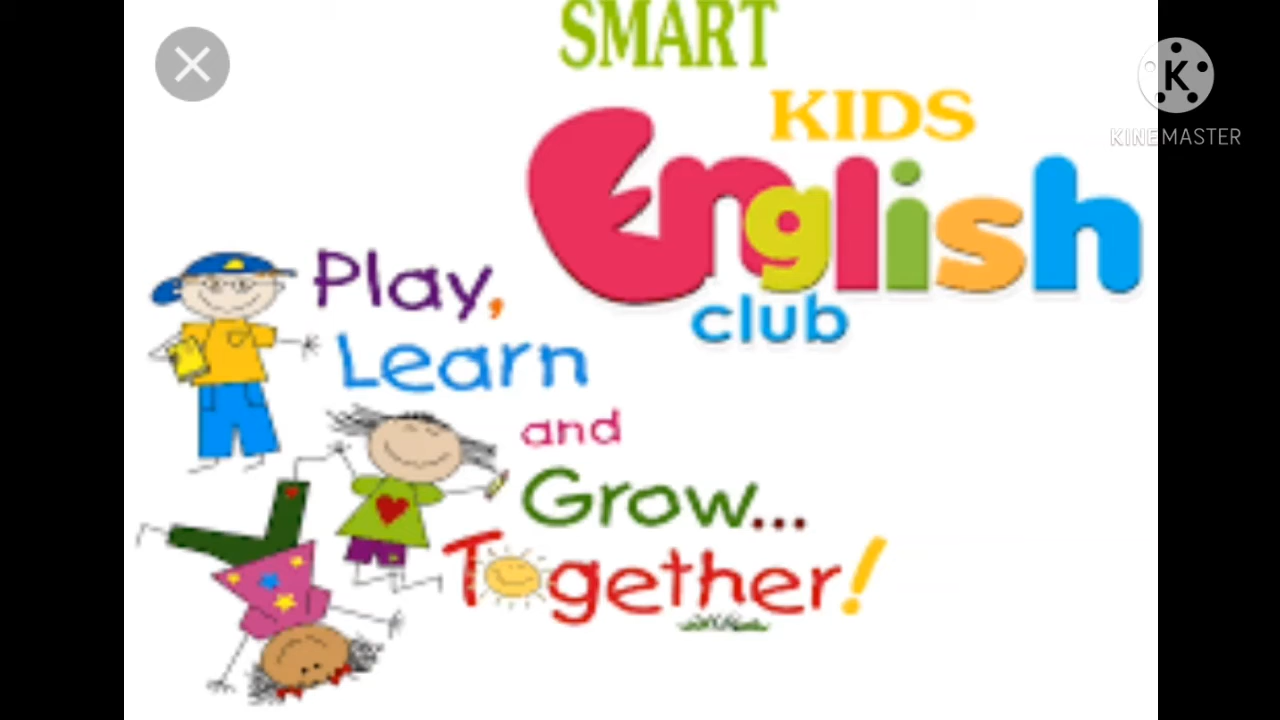 SMART
KIDS
English
club
Play,
Learn
and
Grow...
Together!
K
KINEMASTER